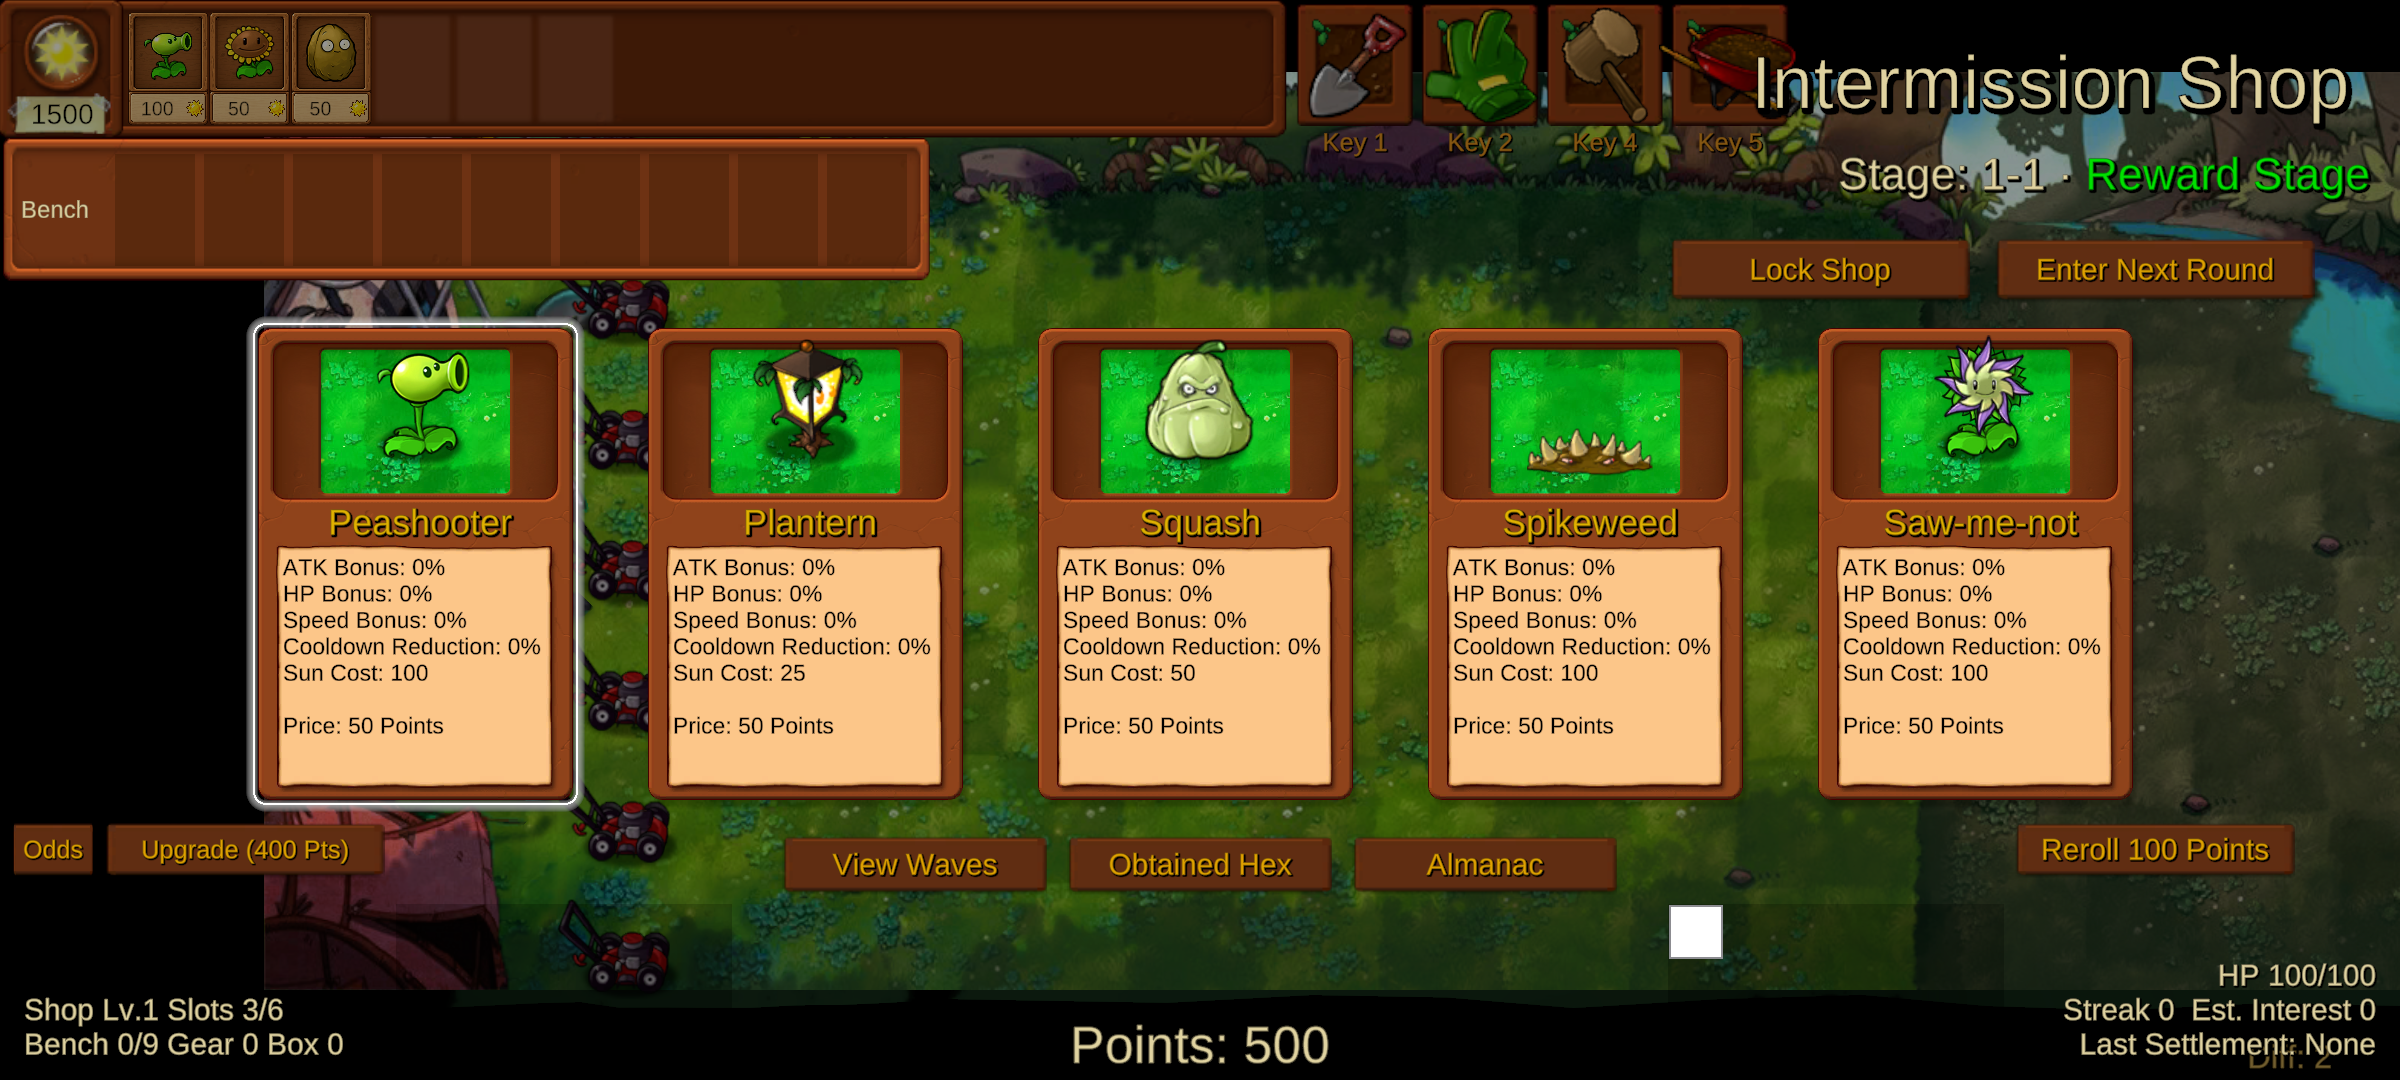 1500
100
50
50
Key 1
Key 2
Key 4
Key 5
Intermission Shop
Stage: 1-1 · Reward Stage
Bench
Lock Shop
Enter Next Round
Peashooter
ATK Bonus: 0%
HP Bonus: 0%
Speed Bonus: 0%
Cooldown Reduction: 0%
Sun Cost: 100
Price: 50 Points
Plantern
ATK Bonus: 0%
HP Bonus: 0%
Speed Bonus: 0%
Cooldown Reduction: 0%
Sun Cost: 25
Price: 50 Points
Squash
ATK Bonus: 0%
HP Bonus: 0%
Speed Bonus: 0%
Cooldown Reduction: 0%
Sun Cost: 50
Price: 50 Points
Spikeweed
ATK Bonus: 0%
HP Bonus: 0%
Speed Bonus: 0%
Cooldown Reduction: 0%
Sun Cost: 100
Price: 50 Points
Saw-me-not
ATK Bonus: 0%
HP Bonus: 0%
Speed Bonus: 0%
Cooldown Reduction: 0%
Sun Cost: 100
Price: 50 Points
Odds
Upgrade (400 Pts)
View Waves
Obtained Hex
Almanac
Reroll 100 Points
Shop Lv.1 Slots 3/6
Bench 0/9 Gear 0 Box 0
Points: 500
HP 100/100
Streak 0 Est. Interest 0
Last Settlement: None
Diff: 2